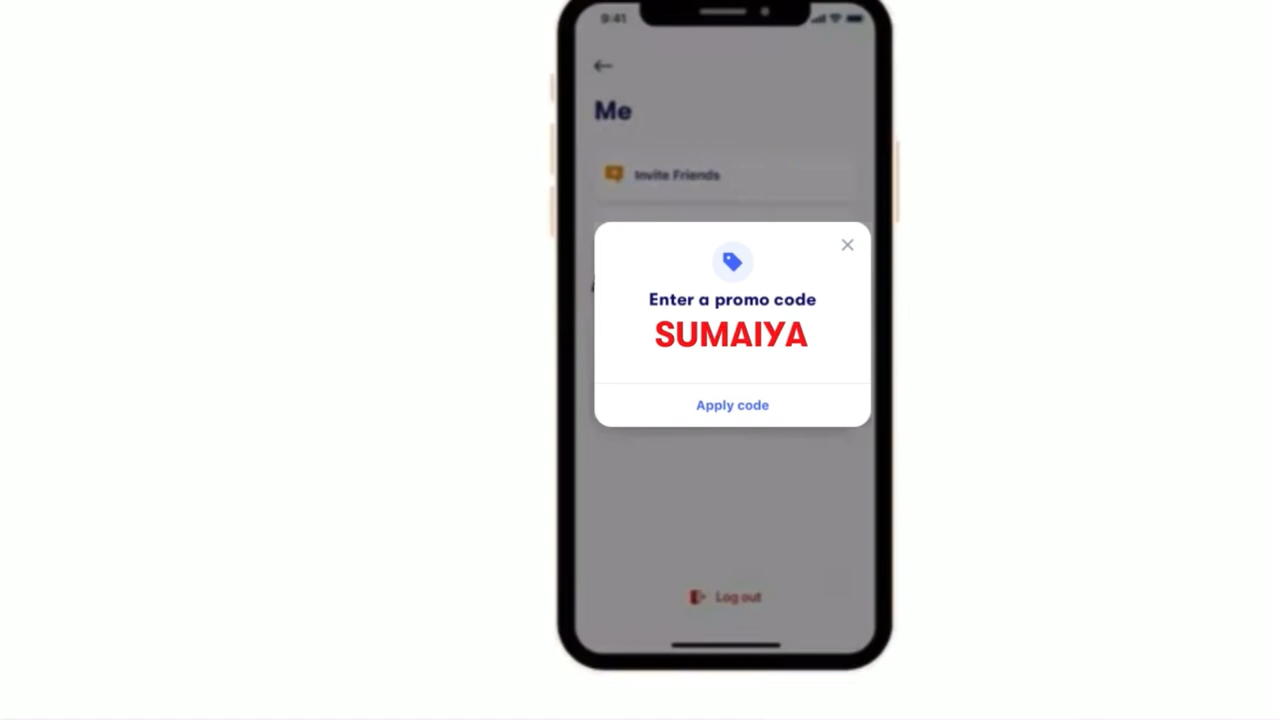 9:41
Me
Invite Friends
Enter a promo code
SUMAIYA
Apply code
Log out